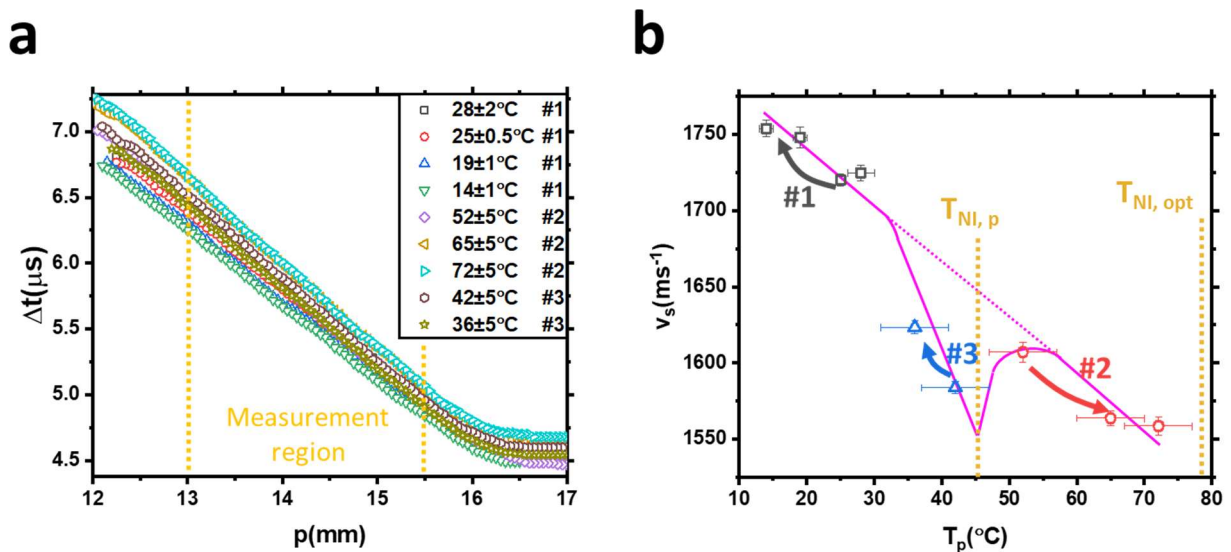 a
Δt(μs)
7.0
6.5
6.0
5.5
5.0
4.5
12 13 14 15 16 17
p(mm)
28±2°C #1
25±0.5°C #1
19±1°C #1
14±1°C #1
52±5°C #2
65±5°C #2
72±5°C #2
42±5°C #3
36±5°C #3
Measurement
region
b
vs(ms-1)
1750
1700
1650
1600
1550
10 20 30 40 50 60 70 80
Tp(°C)
#1
TNI, p
TNI, opt
#3
#2